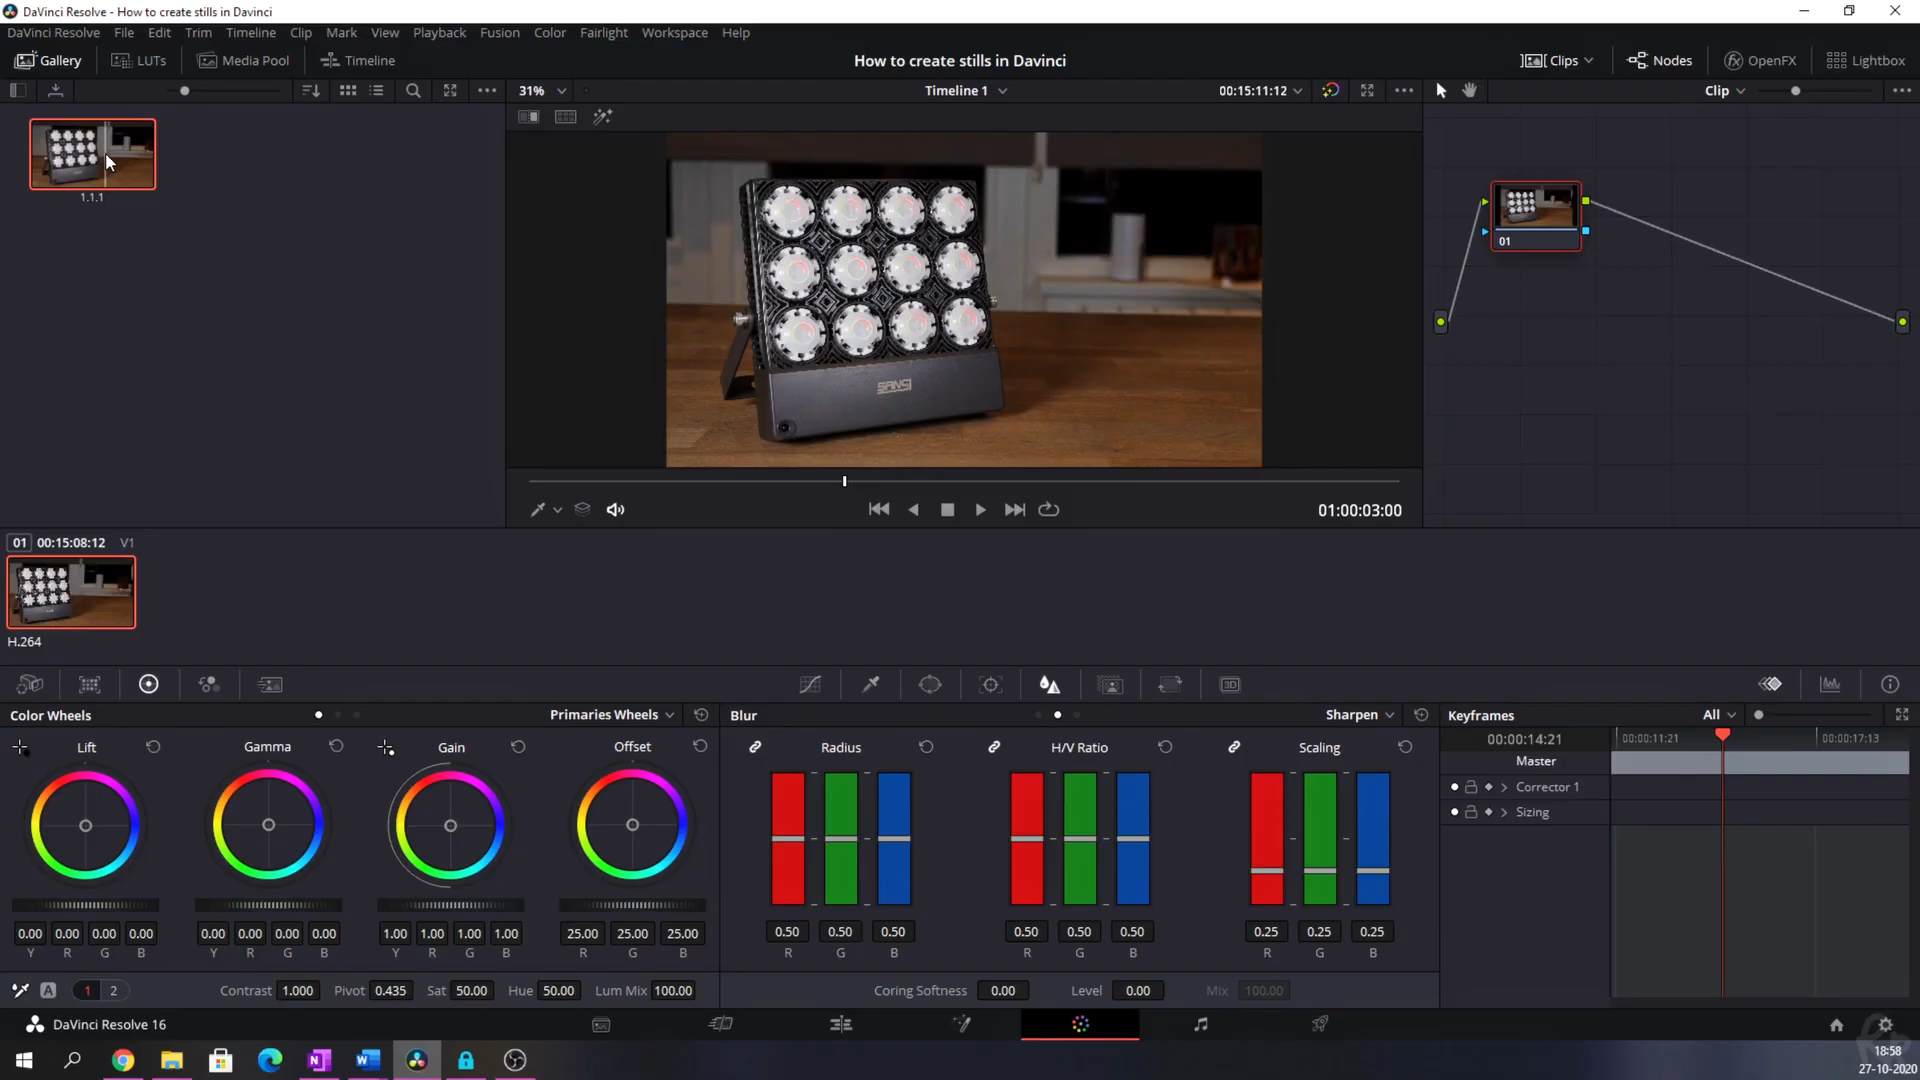 DaVinci Resolve - How to create stills in Davinci
DaVinci Resolve File Edit Trim Timeline Clip Mark View Playback Fusion Color Fairlight Workspace Help
Gallery LUTs Media Pool Timeline How to create stills in Davinci Clips Nodes OpenFX Lightbox
31% Timeline 1 00:15:11:12 Clip
1.1.1
SANSI
01
01:00:03:00
01 00:15:08:12 V1
H.264
3D
Color Wheels Primaries Wheels Blur Sharpen Keyframes All
Lift Gamma Gain Offset Radius H/V Ratio Scaling
00:00:14:21 00:00:11:21 00:00:17:13
Master
Corrector 1
Sizing
0.00 0.00 0.00 0.00 0.00 0.00 0.00 0.00 1.00 1.00 1.00 1.00 25.00 25.00 25.00 0.50 0.50 0.50 0.50 0.50 0.50 0.25 0.25 0.25
Y R G B Y R G B Y R G B R G B R G B R G B R G B
A 1 2 Contrast 1.000 Pivot 0.435 Sat 50.00 Hue 50.00 Lum Mix 100.00 Coring Softness 0.00 Level 0.00 Mix 100.00
DaVinci Resolve 16
18:58
27-10-2020